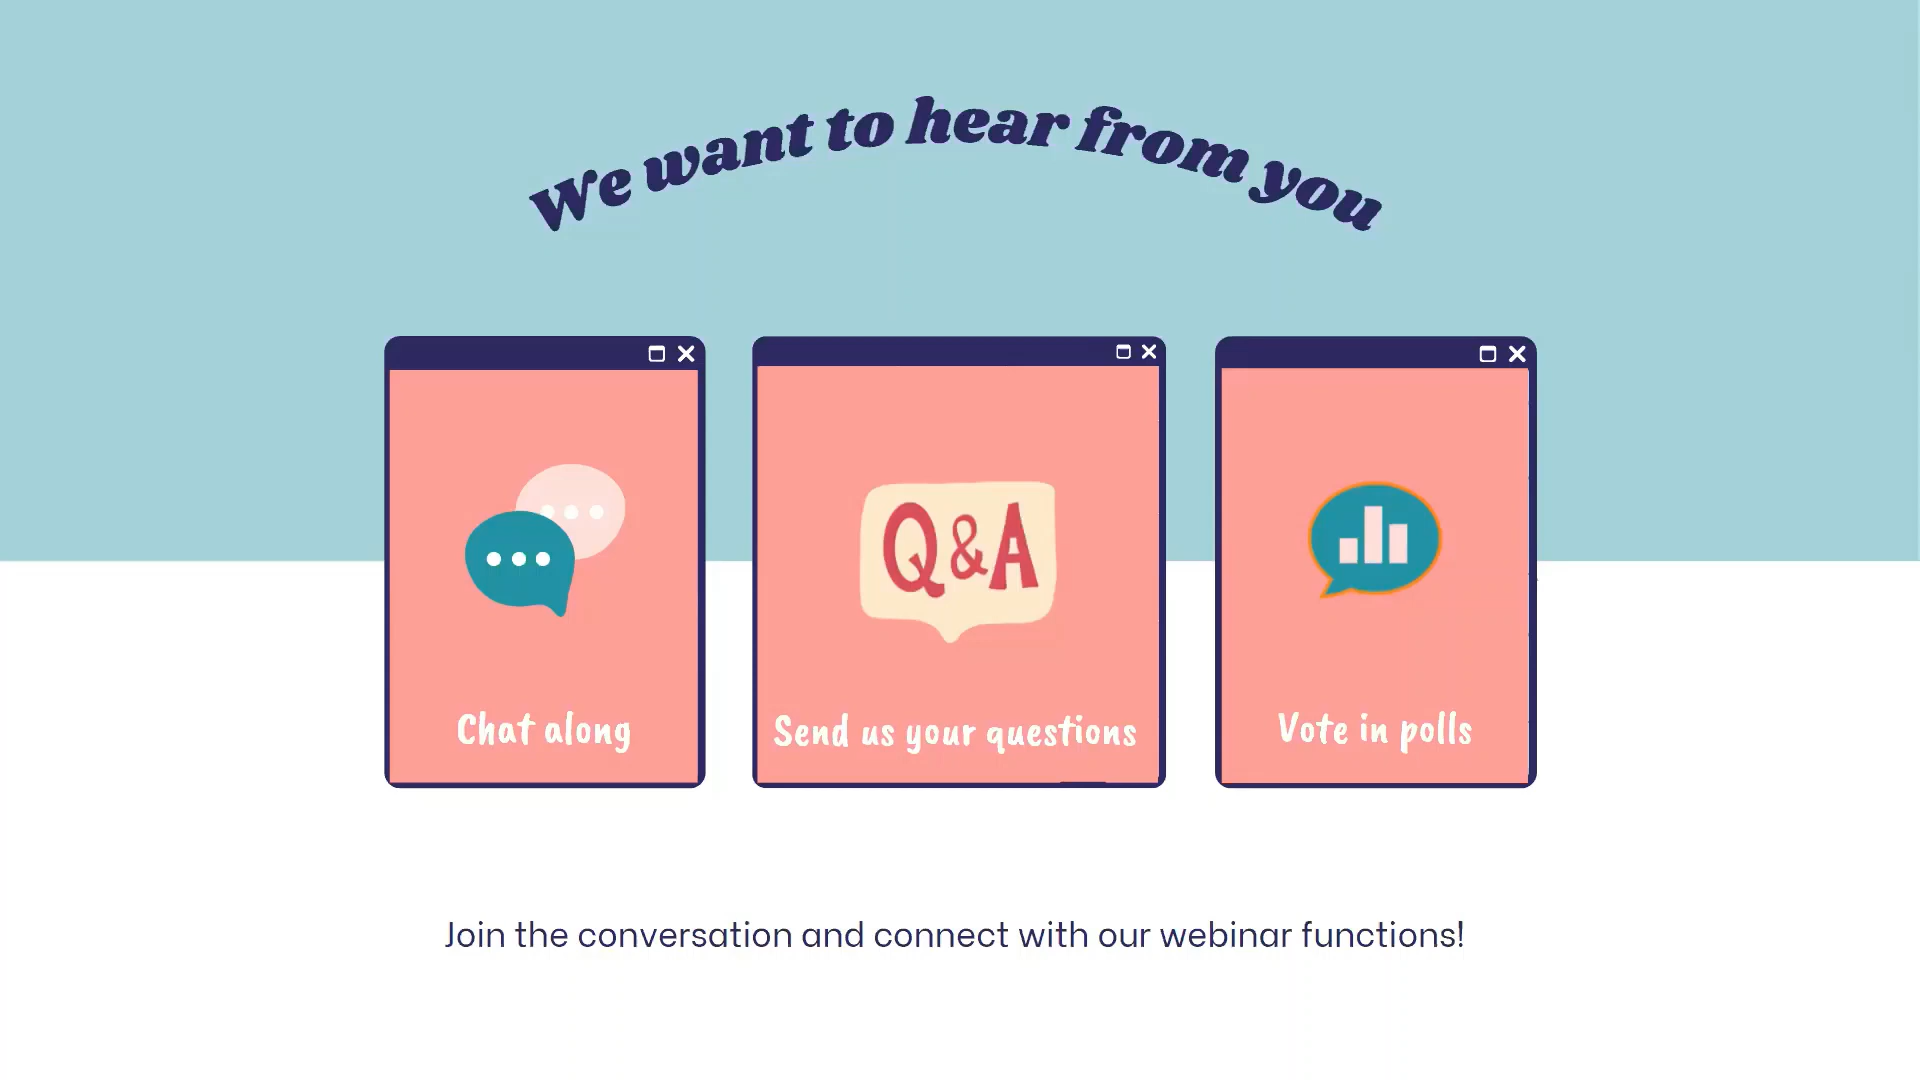 We want to hear from you
Q&A
Chat along
Send us your questions
Vote in polls
Join the conversation and connect with our webinar functions!